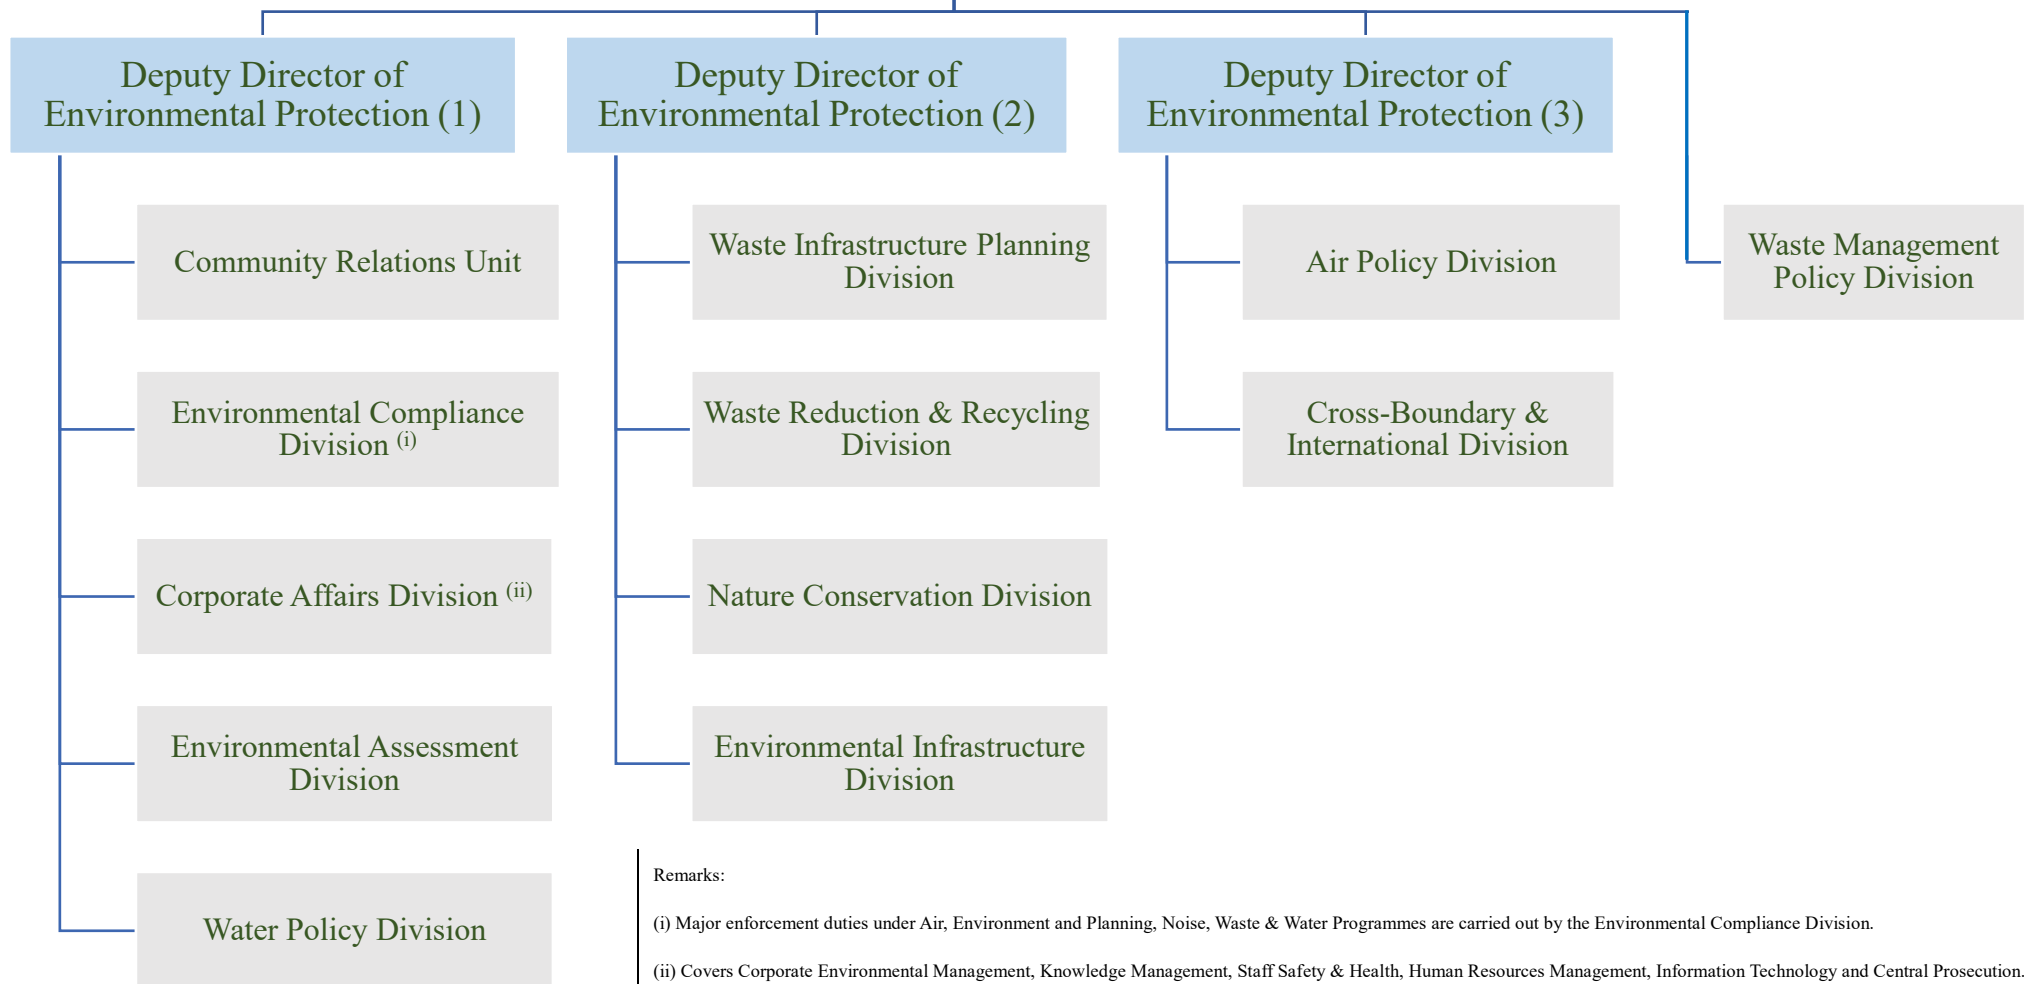 Deputy Director of
Environmental Protection (1)
Deputy Director of
Environmental Protection (2)
Deputy Director of
Environmental Protection (3)
Community Relations Unit
Environmental Compliance
Division (i)
Corporate Affairs Division (ii)
Environmental Assessment
Division
Water Policy Division
Waste Infrastructure Planning
Division
Waste Reduction & Recycling
Division
Nature Conservation Division
Environmental Infrastructure
Division
Air Policy Division
Cross-Boundary &
International Division
Waste Management
Policy Division
Remarks:
(i) Major enforcement duties under Air, Environment and Planning, Noise, Waste & Water Programmes are carried out by the Environmental Compliance Division.
(ii) Covers Corporate Environmental Management, Knowledge Management, Staff Safety & Health, Human Resources Management, Information Technology and Central Prosecution.